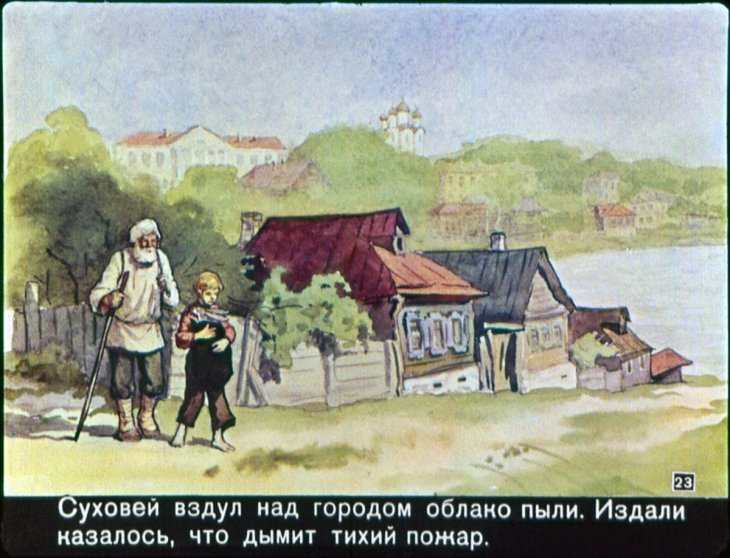 23
Суховей вздул над городом облако пыли. Издали
казалось, что дымит тихий пожар.